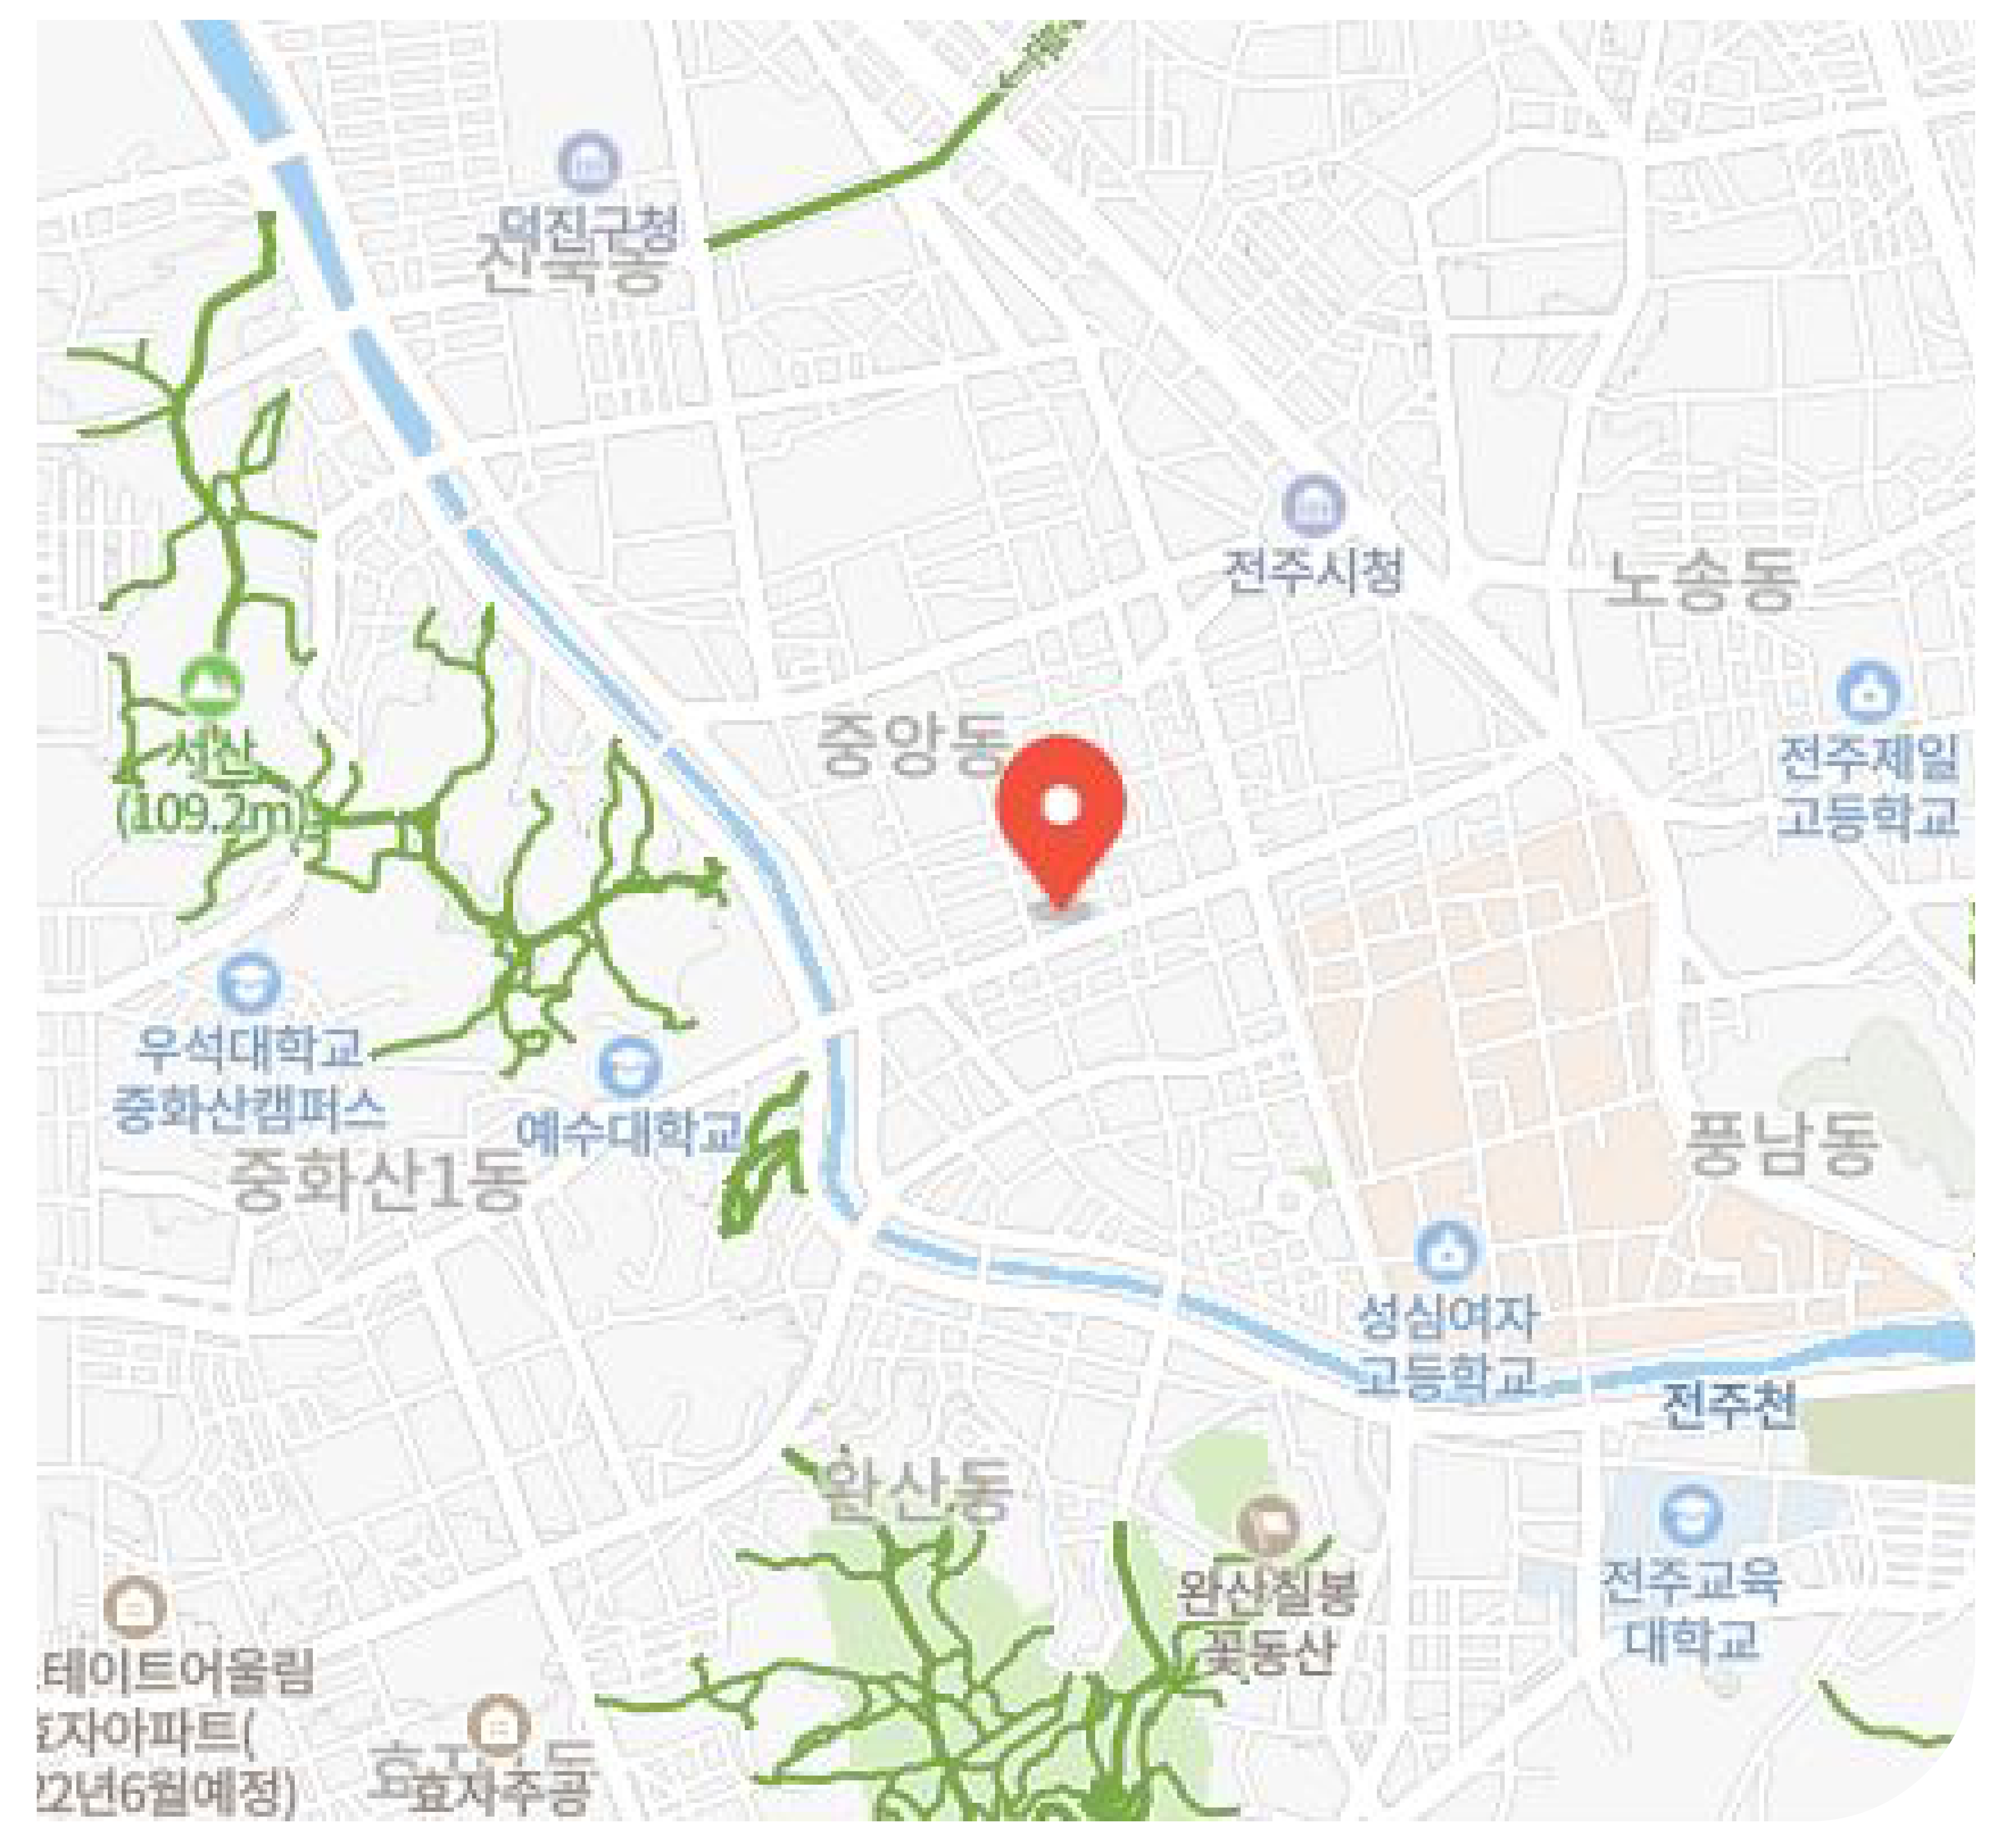 덕진구청
진북동
전주시청
노송동
중앙동
전주제일
고등학교
서산
(109.2m)
우석대학교
중화산캠퍼스
예수대학교
중화산1동
풍남동
성심여자
고등학교
전주천
완산동
완산칠봉
꽃동산
전주교육
대학교
테이트어울림
효자아파트(
22년6월예정)
효자주공